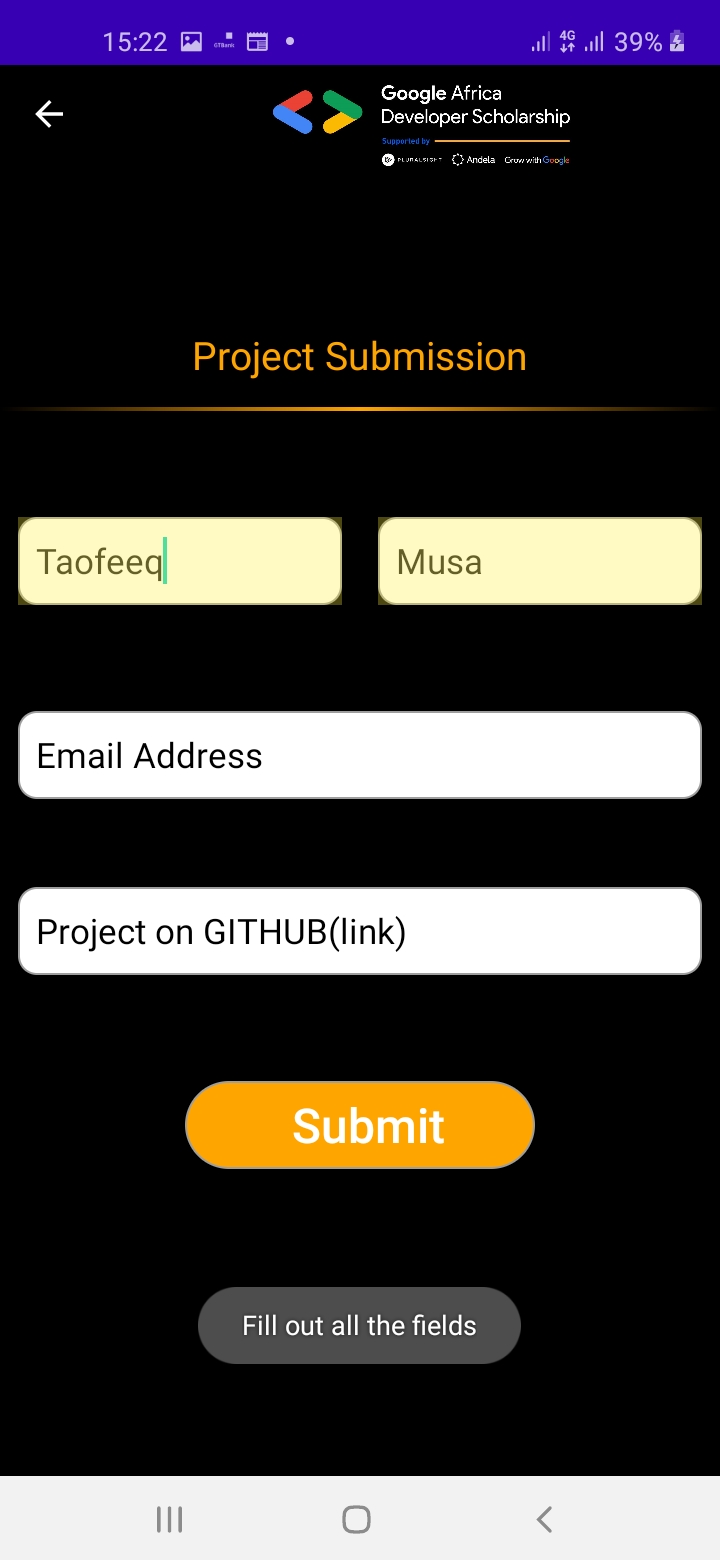 15:22
GTBank
4G
39%
Google Africa
Developer Scholarship
Supported by
PLURALSIGHT
Andela
Grow with Google
Project Submission
Taofeeq
Musa
Email Address
Project on GITHUB(link)
Submit
Fill out all the fields